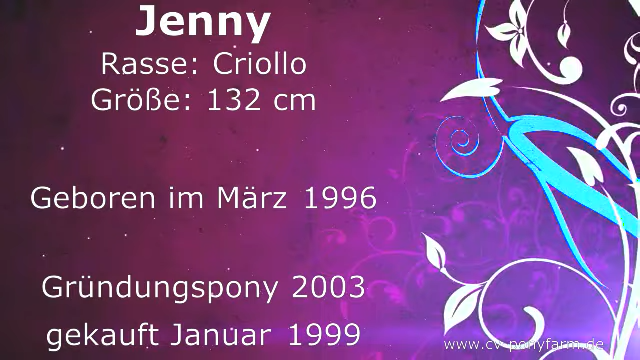 Jenny
Rasse: Criollo
Größe: 132 cm
Geboren im März 1996
Gründungspony 2003
gekauft Januar 1999
www.cv-ponyfarm.de